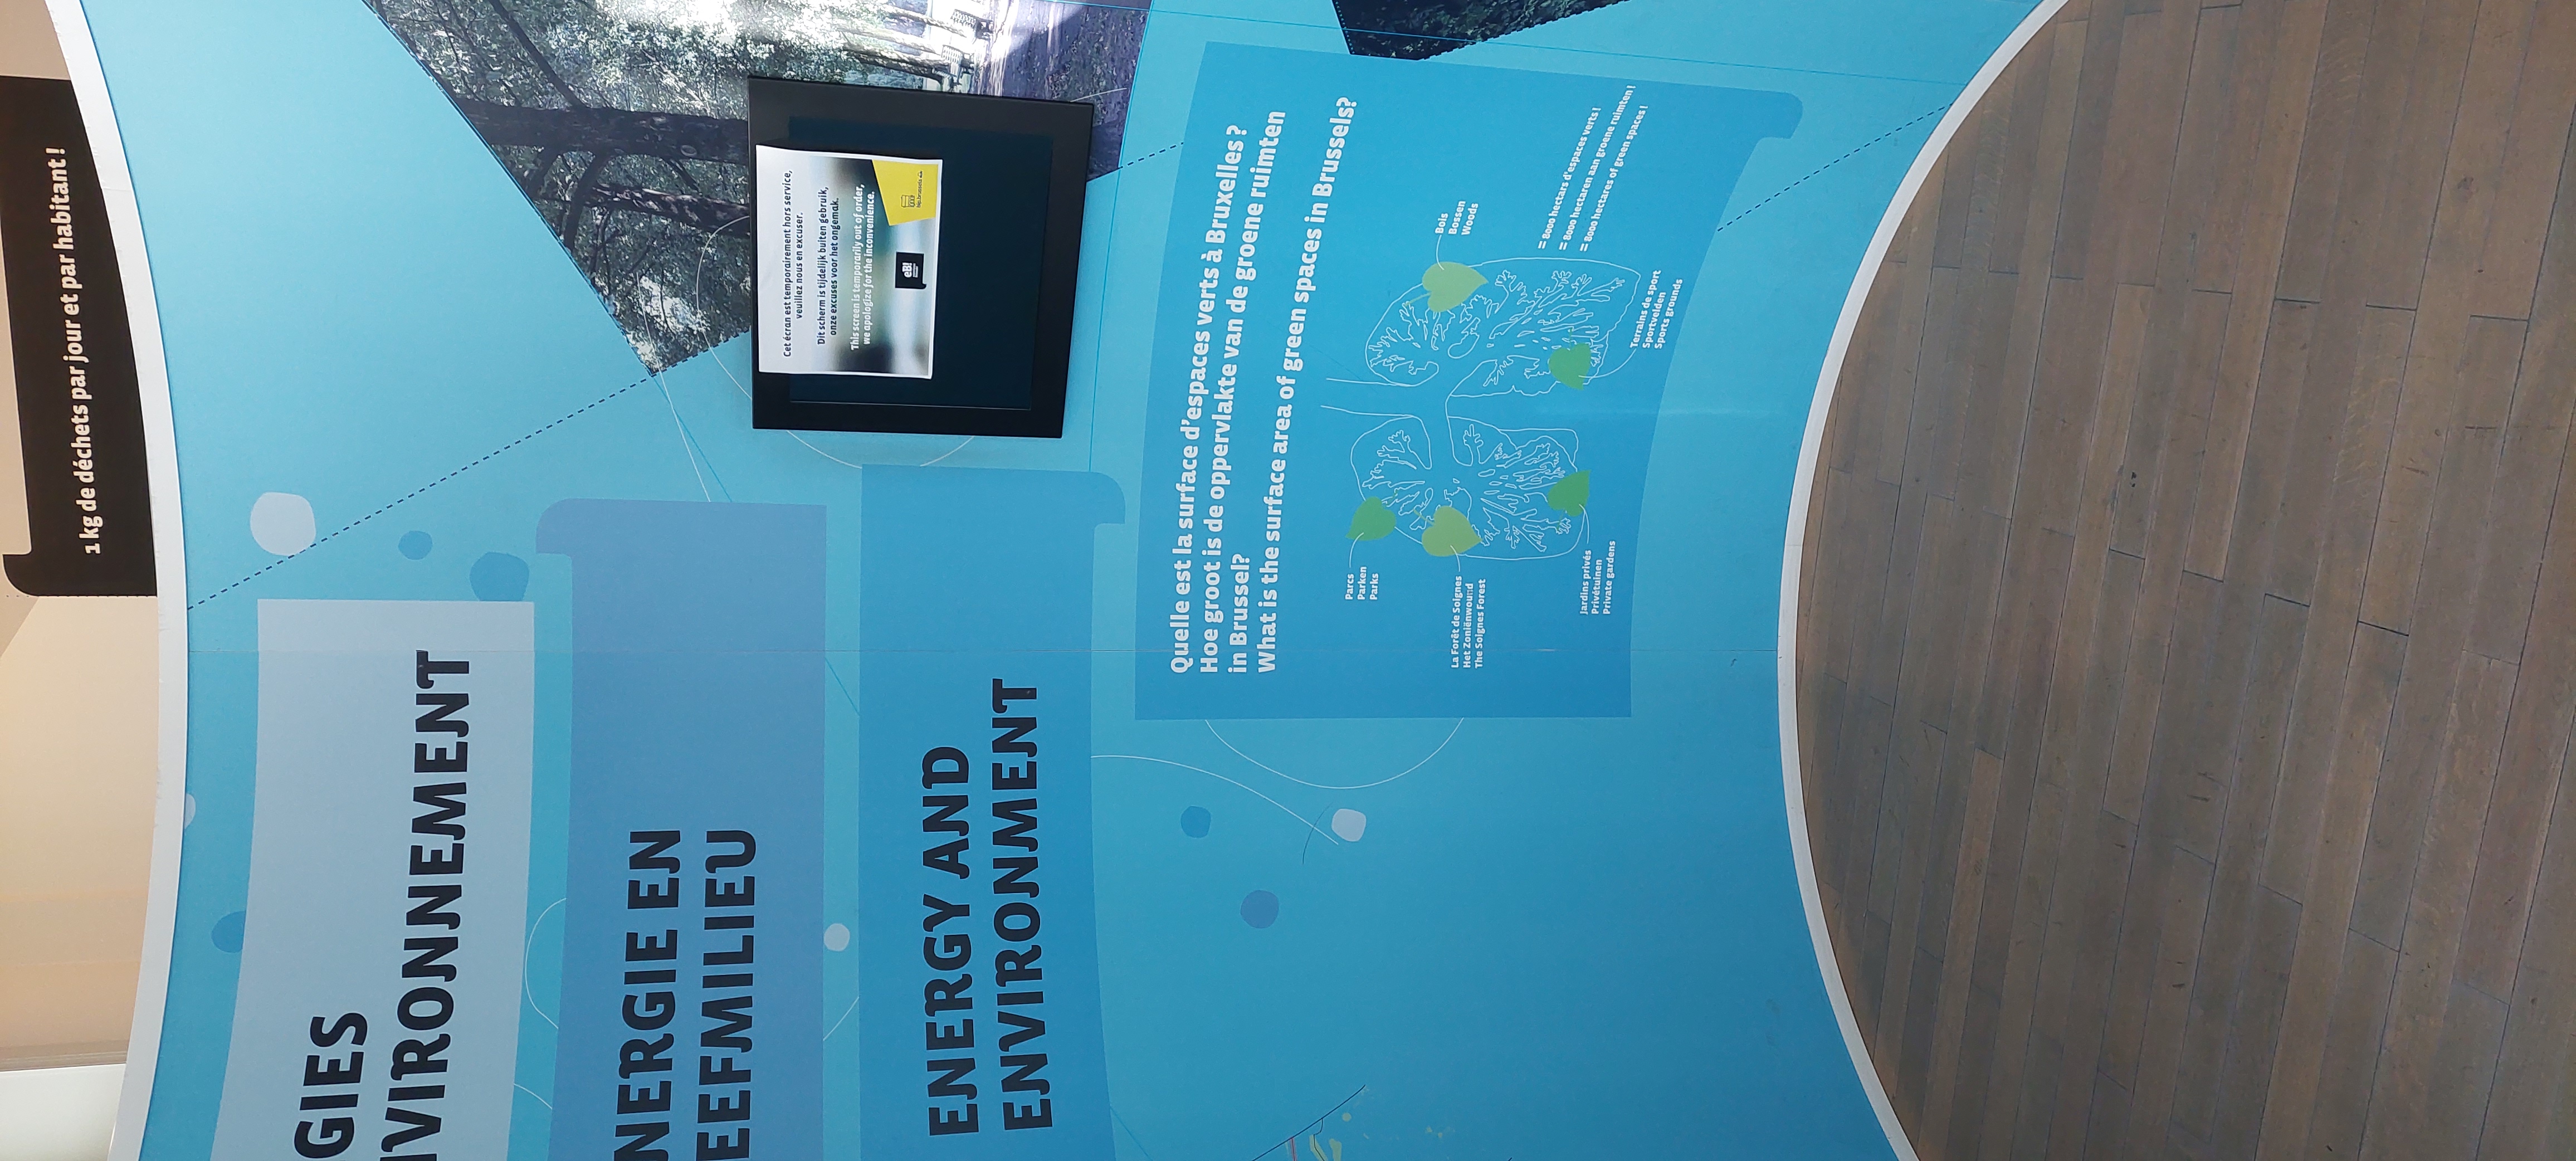 1 kg de déchets par jour et par habitant !
GIES
NVIRONNEMENT
NERGIE EN
EEFMILIEU
ENERGY AND
ENVIRONMENT
Cet écran est temporairement hors service,
veuillez nous en excuser.
Dit scherm is tijdelijk buiten gebruik,
onze excuses voor het ongemak.
This screen is temporarily out of order,
we apologize for the inconvenience.
eB!
bip.brussels
Quelle est la surface d'espaces verts à Bruxelles ?
Hoe groot is de oppervlakte van de groene ruimten
in Brussel?
What is the surface area of green spaces in Brussels?
Parcs
Parken
Parks
La Forêt de Soignes
Het Zoniënwoud
The Soignes Forest
Bois
Bossen
Woods
Jardins privés
Privétuinen
Private gardens
Terrains de sport
Sportvelden
Sports grounds
= 8000 hectars d'espaces verts !
= 8000 hectaren aan groene ruimten !
= 8000 hectares of green spaces !